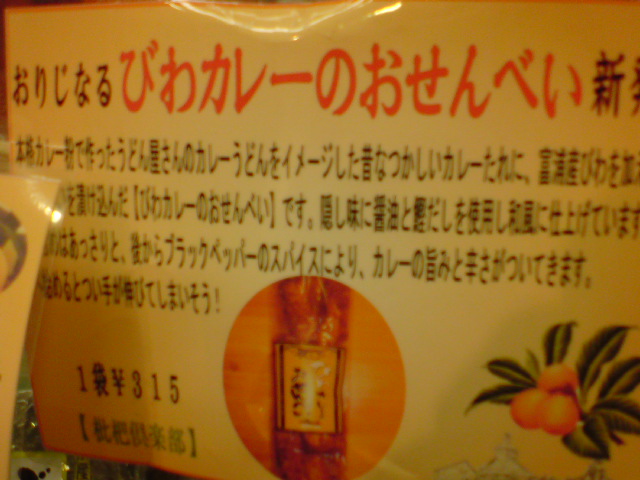 おりじなる びわカレーのおせんべい 新
本格カレー粉で作ったうどん屋さんのカレーうどんをイメージした昔なつかしいカレーたれに、富浦産びわを加え
を漬け込んだ【びわカレーのおせんべい】です。隠し味に醤油と鰹だしを使用し和風に仕上げています
はあっさりと、後からブラックペッパーのスパイスにより、カレーの旨みと辛さがついてきます。
めるとつい手が伸びてしまいそう!
1袋¥315
【枇杷倶楽部】